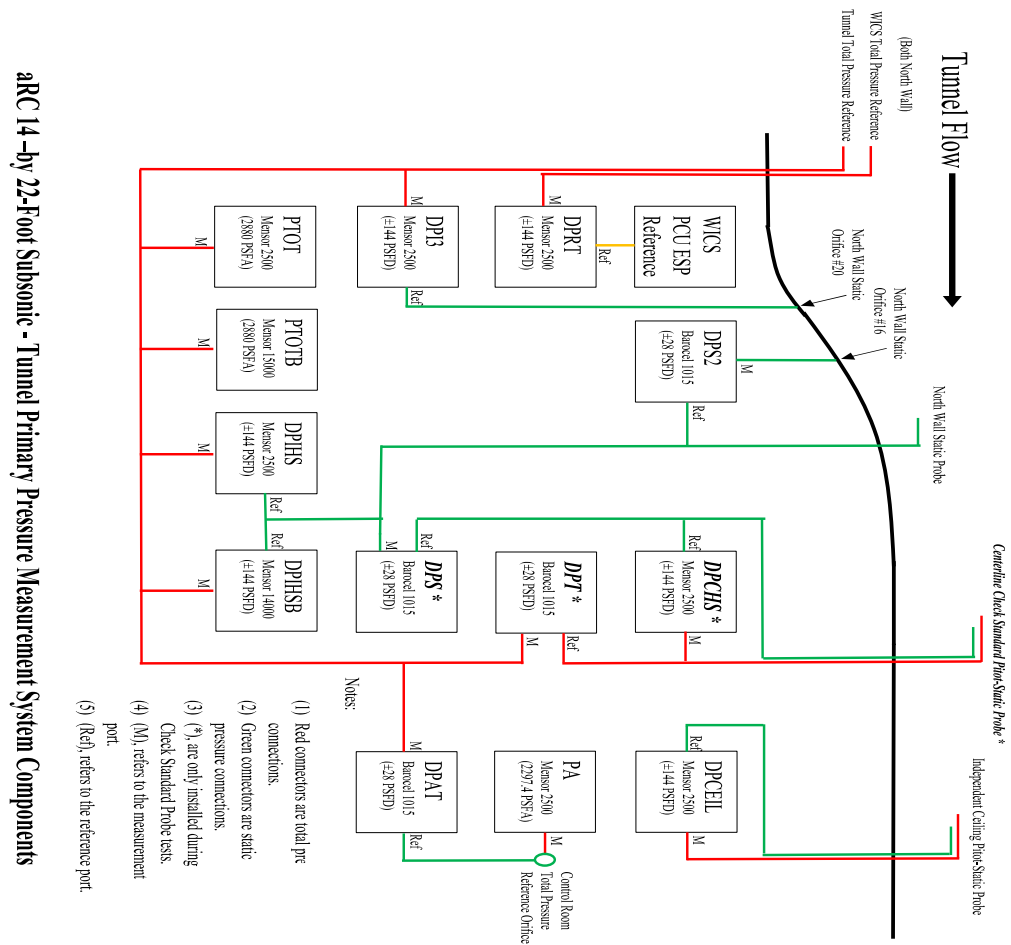 Tunnel Flow
(Both North Wall)
WICS Total Pressure Reference
Tunnel Total Pressure Reference
North Wall Static
Orifice #20
North Wall Static
Orifice #16
North Wall Static Probe
Centerline Check Standard Pitot-Static Probe *
Independent Ceiling Pitot-Static Probe
WICS
PCU ESP
Reference
Ref
M
DPRT
Mensor 2500
(±144 PSFD)
M
DPI3
Mensor 2500
(±144 PSFD)
Ref
M
PTOT
Mensor 2500
(2880 PSFA)
M
DPS2
Barocel 1015
(±28 PSFD)
M
Ref
PTOTB
Mensor 15000
(2880 PSFA)
M
DPIHS
Mensor 2500
(±144 PSFD)
Ref
M
DPCHS *
Mensor 2500
(±144 PSFD)
Ref
M
DPT *
Barocel 1015
(±28 PSFD)
Ref
M
DPS *
Barocel 1015
(±28 PSFD)
Ref
M
DPIHSB
Mensor 14000
(±144 PSFD)
Ref
M
DPCEIL
Mensor 2500
(±144 PSFD)
Ref
M
PA
Mensor 2500
(2297.4 PSFA)
M
Control Room
Total Pressure
Reference Orifice
DPAT
Barocel 1015
(±28 PSFD)
M
Ref
Notes:
(1) Red connectors are total pre
connections.
(2) Green connectors are static
pressure connections.
(3) (*), are only installed during
Check Standard Probe tests.
(4) (M), refers to the measurement
port.
(5) (Ref), refers to the reference port.
aRC 14 –by 22-Foot Subsonic - Tunnel Primary Pressure Measurement System Components